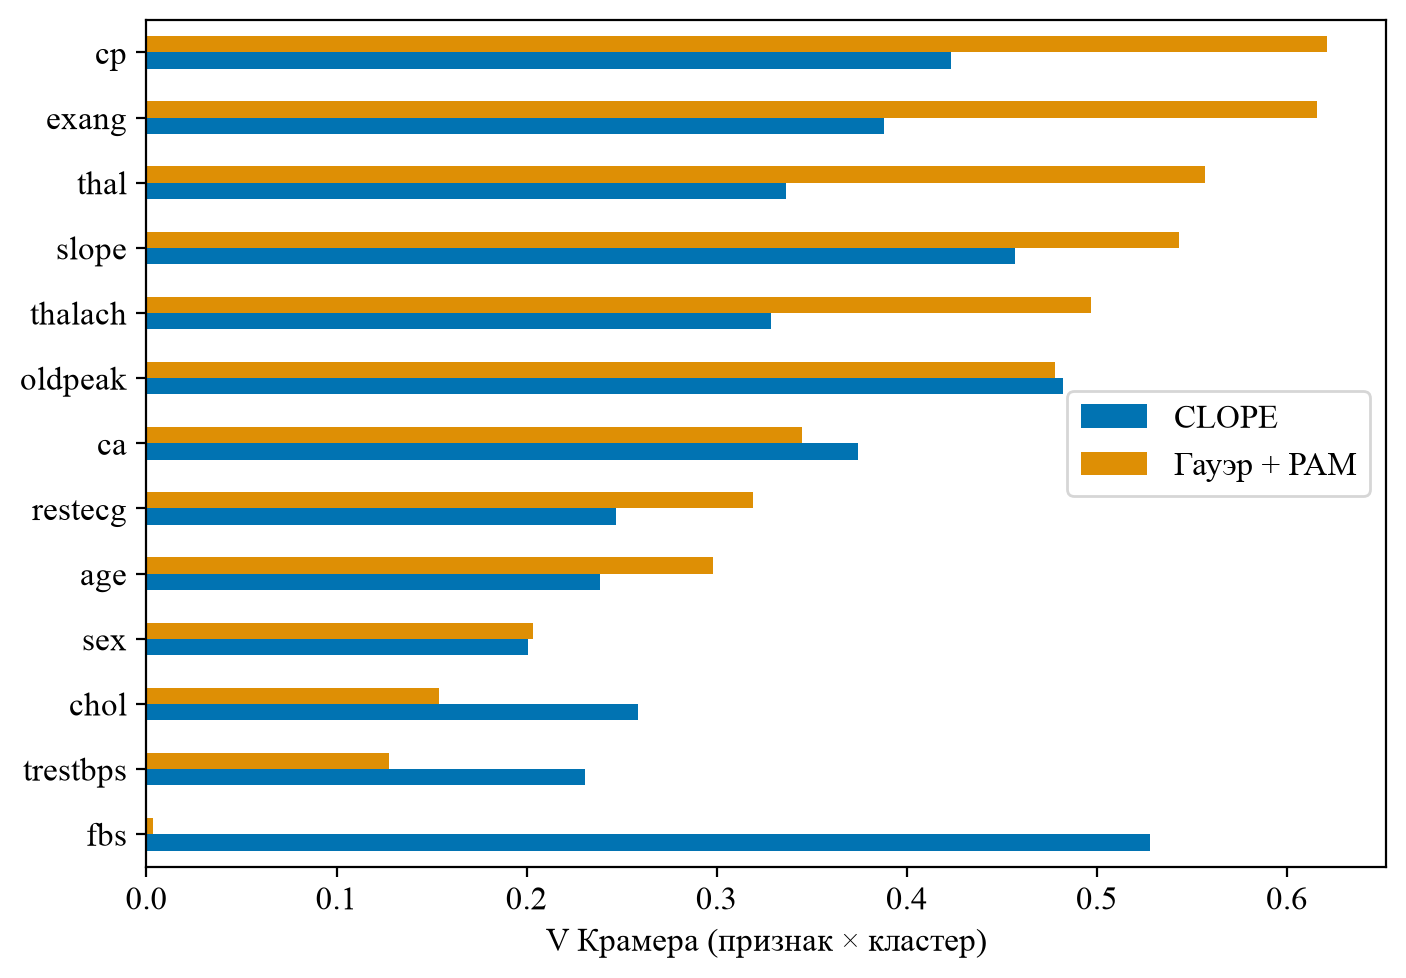 cp
exang
thal
slope
thalach
oldpeak
ca
restecg
age
sex
chol
trestbps
fbs
CLOPE
Гауэр + PAM
0.0 0.1 0.2 0.3 0.4 0.5 0.6
V Крамера (признак × кластер)